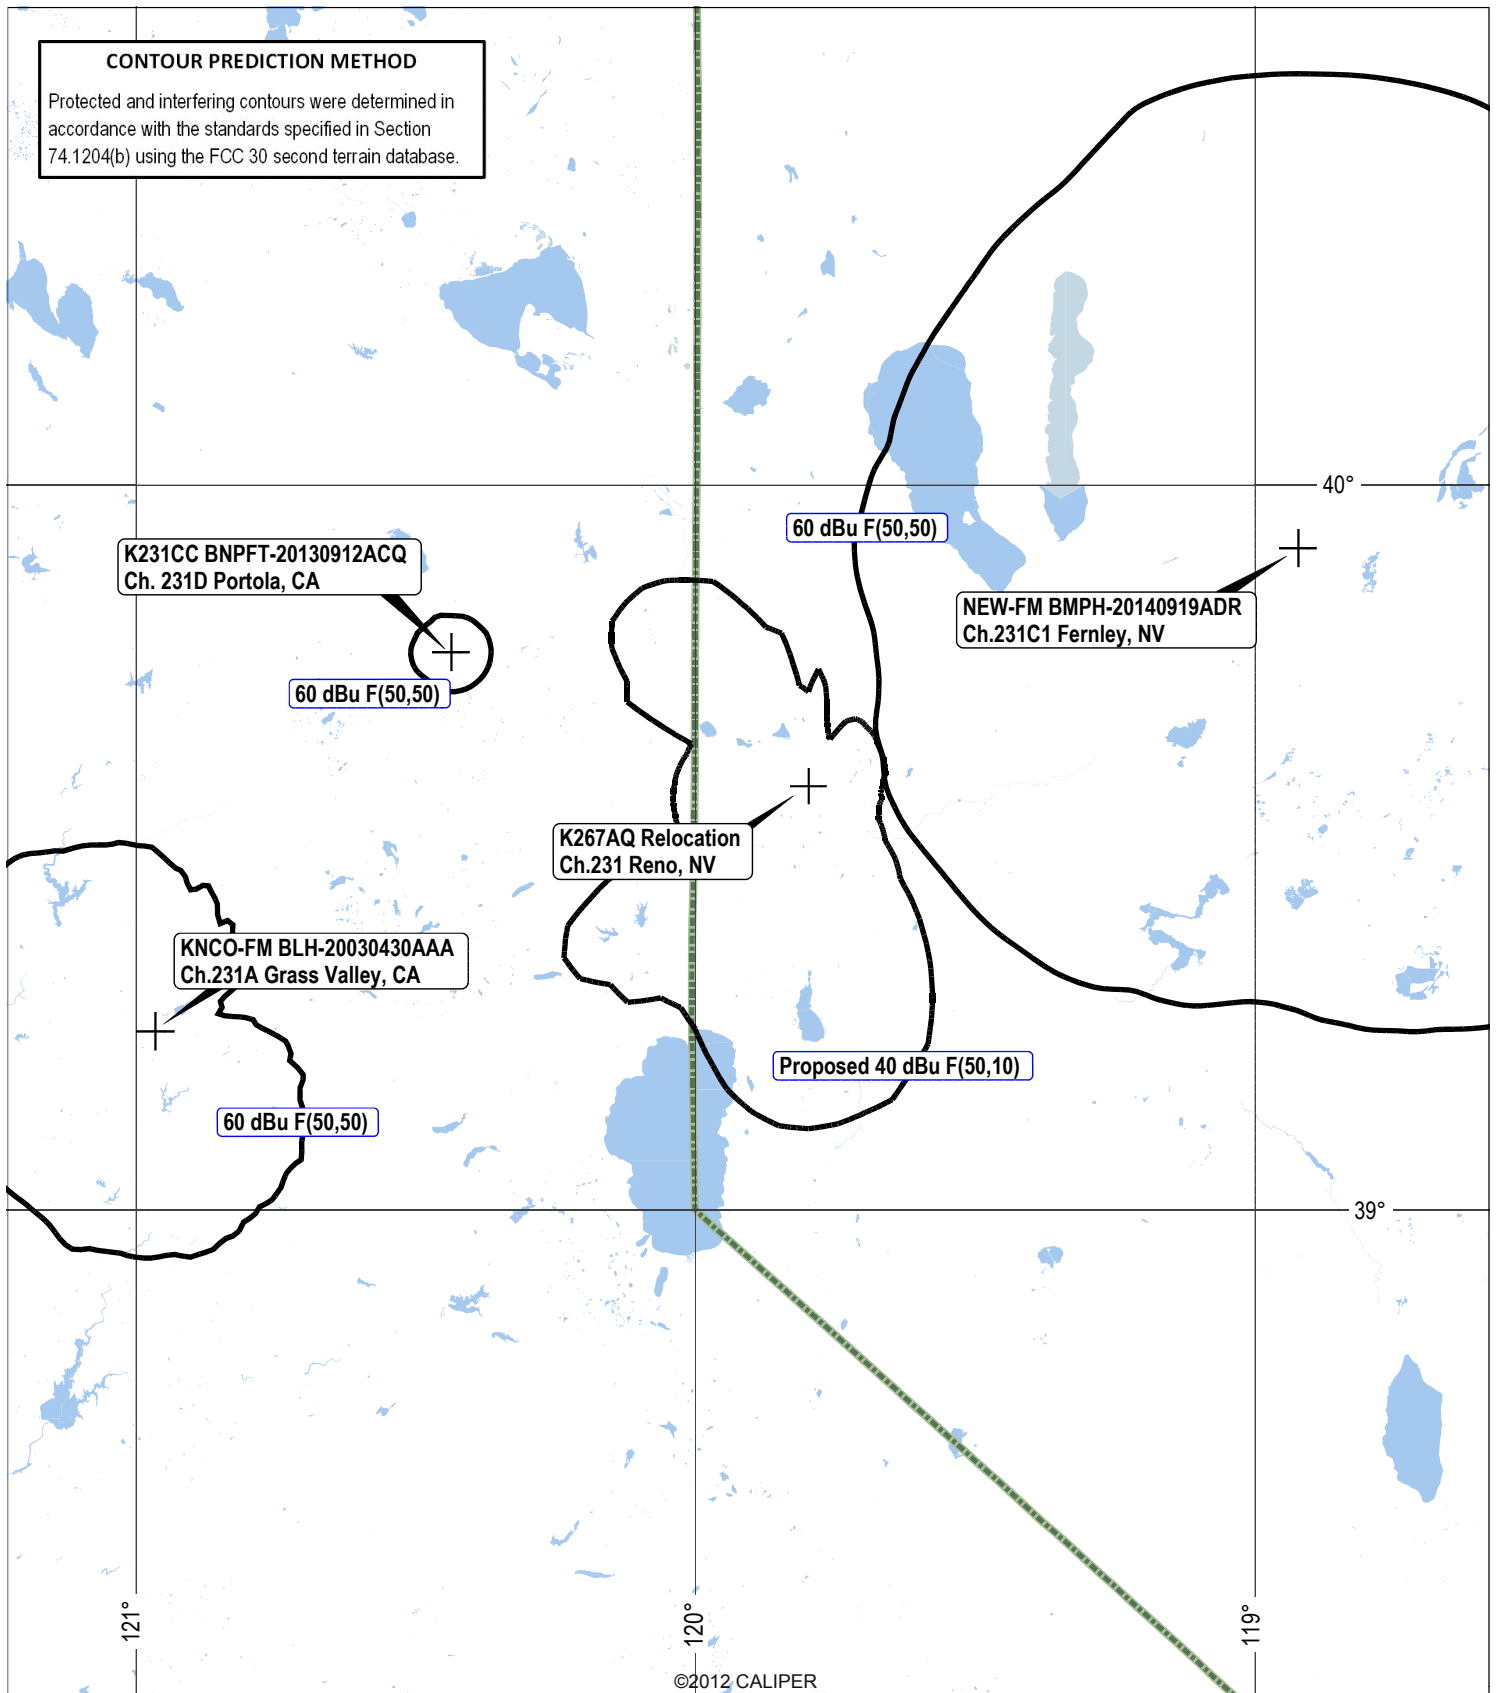 CONTOUR PREDICTION METHOD
Protected and interfering contours were determined in
accordance with the standards specified in Section
74.1204(b) using the FCC 30 second terrain database.
40°
60 dBu F(50,50)
K231CC BNPFT-20130912ACQ
Ch. 231D Portola, CA
NEW-FM BMPH-20140919ADR
Ch.231C1 Fernley, NV
60 dBu F(50,50)
K267AQ Relocation
Ch.231 Reno, NV
KNCO-FM BLH-20030430AAA
Ch.231A Grass Valley, CA
Proposed 40 dBu F(50,10)
60 dBu F(50,50)
39°
121°
120°
119°
©2012 CALIPER